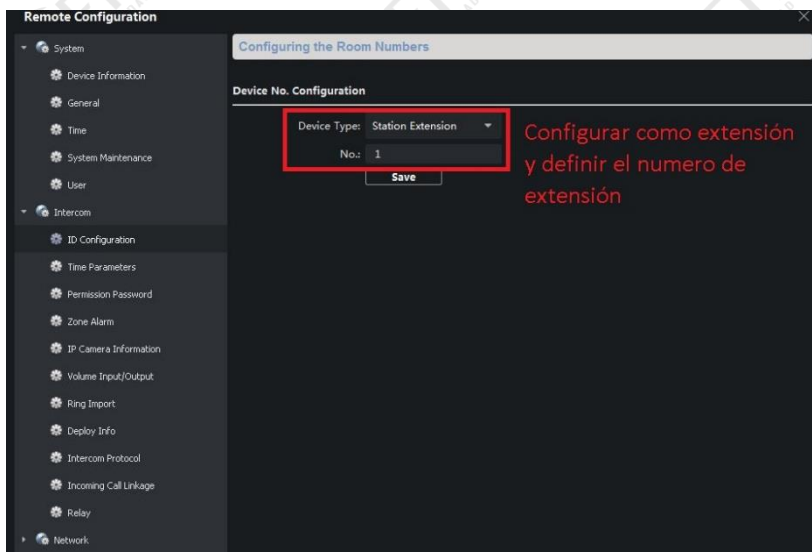 Remote Configuration
System
Device Information
General
Time
System Maintenance
User
Intercom
ID Configuration
Time Parameters
Permission Password
Zone Alarm
IP Camera Information
Volume Input/Output
Ring Import
Deploy Info
Intercom Protocol
Incoming Call Linkage
Relay
Network
Configuring the Room Numbers
Device No. Configuration
Device Type: Station Extension
No.: 1
Save
Configurar como extensión
y definir el numero de
extensión